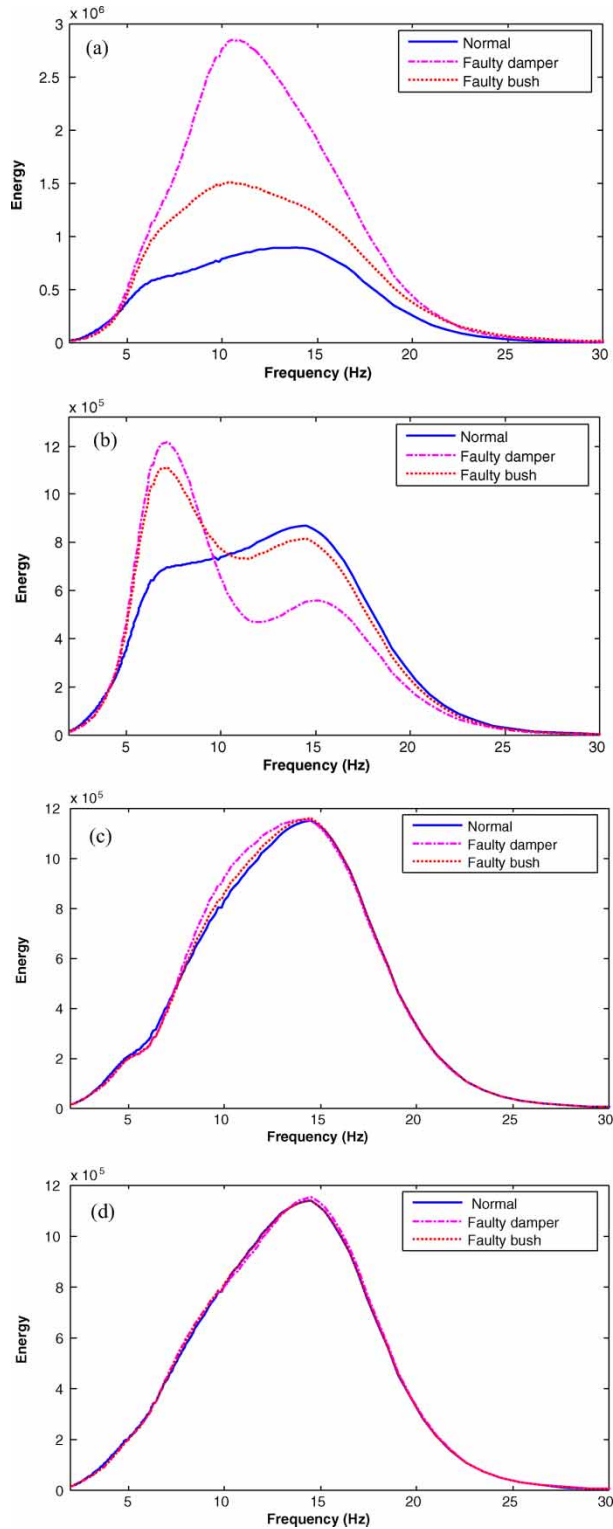 x 10 6
3
(a)
Normal
Faulty damper
Faulty bush
2.5
2
Energy
1.5
1
0.5
0
5 10 15 20 25 30
Frequency (Hz)
x 10 5
(b)
Normal
Faulty damper
Faulty bush
12
10
8
Energy
6
4
2
0
5 10 15 20 25 30
Frequency (Hz)
x 10 5
12
(c)
Normal
Faulty damper
Faulty bush
10
8
Energy
6
4
2
0
5 10 15 20 25 30
Frequency (Hz)
x 10 5
12
(d)
Normal
Faulty damper
Faulty bush
10
8
Energy
6
4
2
0
5 10 15 20 25 30
Frequency (Hz)